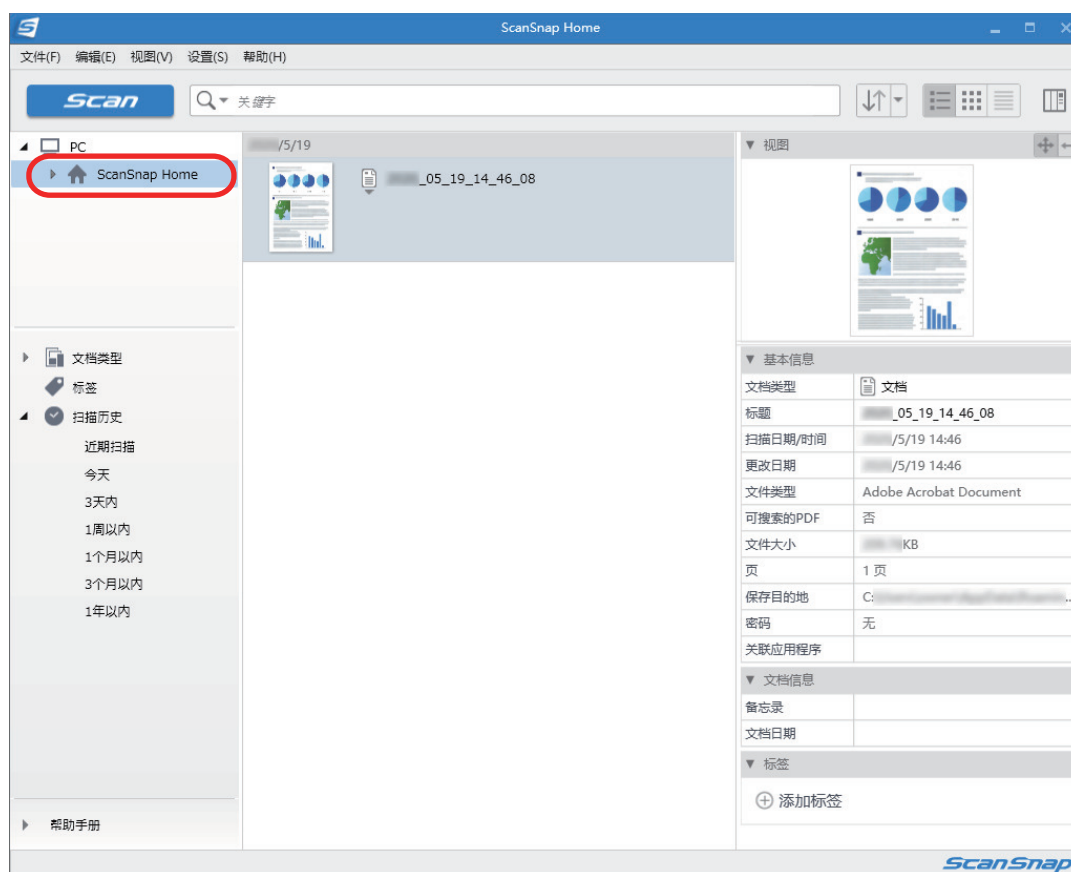 ScanSnap Home
文件(F) 编辑(E) 视图(V) 设置(S) 帮助(H)
Scan 关键字
PC
ScanSnap Home
文档类型
标签
扫描历史
近期扫描
今天
3天内
1周以内
1个月以内
3个月以内
1年以内
帮助手册
/5/19
_05_19_14_46_08
视图
基本信息
文档类型 文档
标题 _05_19_14_46_08
扫描日期/时间 /5/19 14:46
更改日期 /5/19 14:46
文件类型 Adobe Acrobat Document
可搜索的PDF 否
文件大小 KB
页 1 页
保存目的地 C:
密码 无
关联应用程序
文档信息
备忘录
文档日期
标签
添加标签
ScanSnap